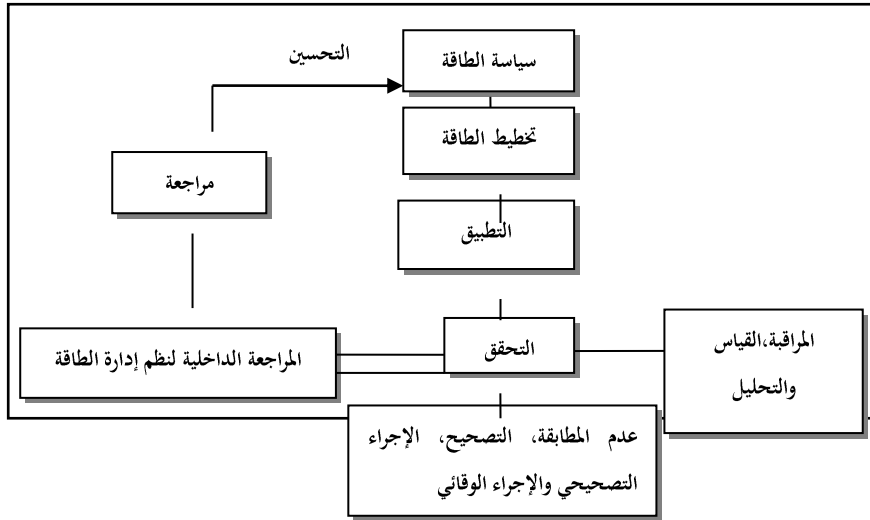 سياسة الطاقة
التحسين
تخطيط الطاقة
مراجعة
التطبيق
المراقبة،القياس
والتحليل
التحقق
المراجعة الداخلية لنظم إدارة الطاقة
عدم المطابقة، التصحيح، الإجراء
التصحيحي والإجراء الوقائي